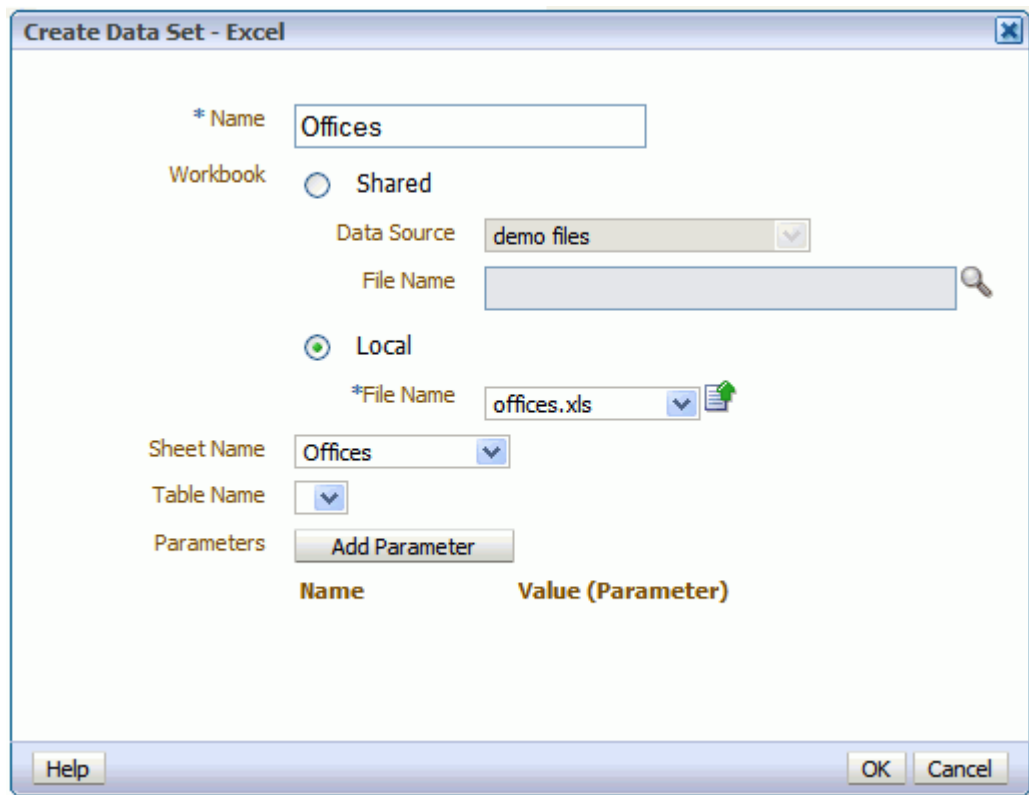 Create Data Set - Excel
* Name Offices
Workbook Shared
Data Source demo files
File Name
Local
*File Name offices.xls
Sheet Name Offices
Table Name
Parameters Add Parameter
Name Value (Parameter)
Help OK Cancel